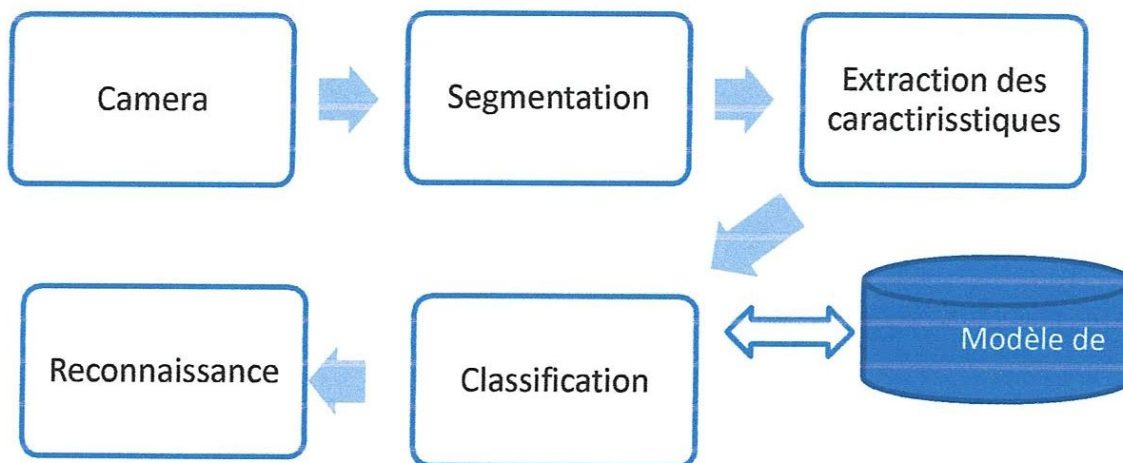 Camera
Segmentation
Extraction des
caractirisstiques
Reconnaissance
Classification
Modèle de